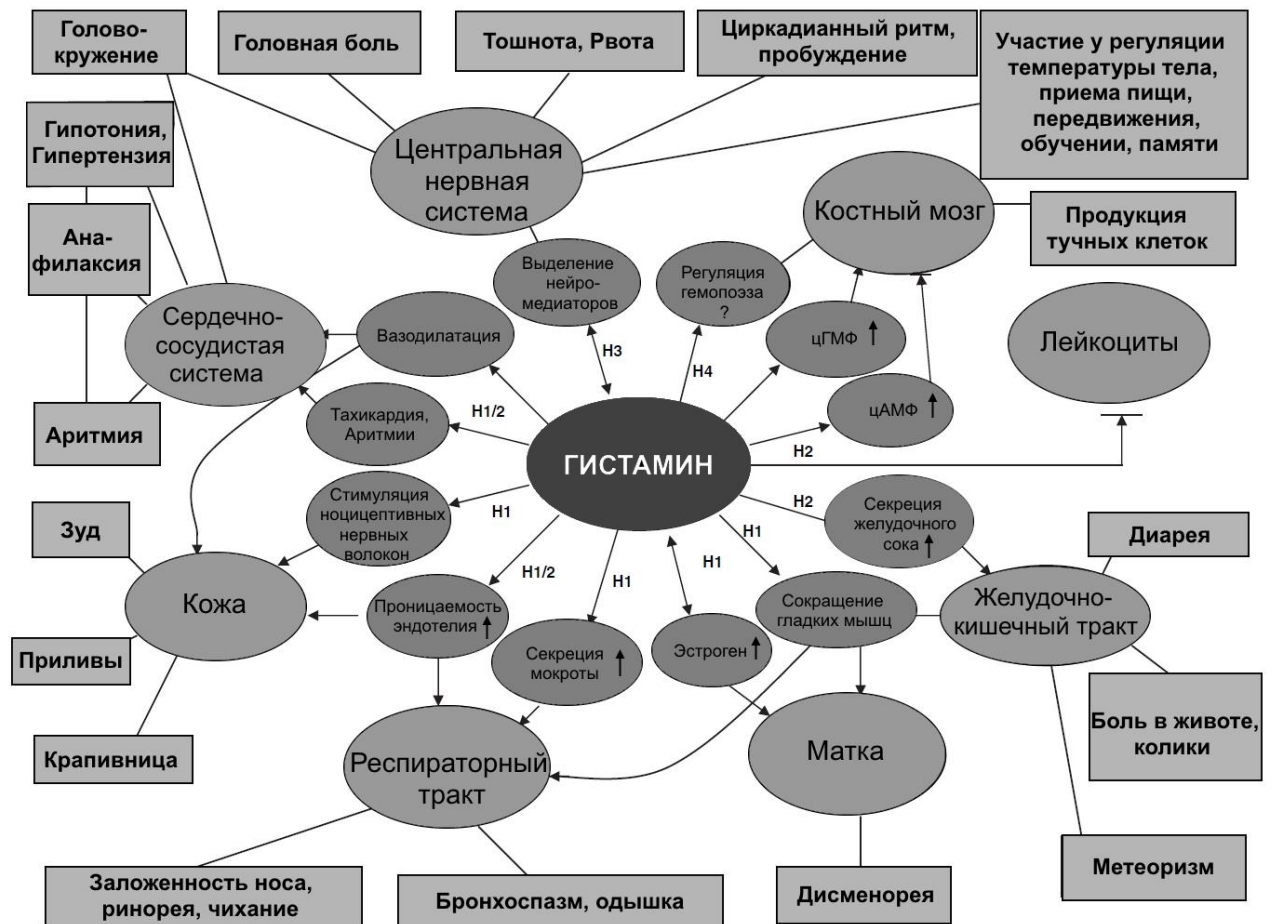 Голово-
кружение
Головная боль
Тошнота, Рвота
Циркадианный ритм,
пробуждение
Участие у регуляции
температуры тела,
приема пищи,
передвижения,
обучении, памяти
Гипотония,
Гипертензия
Центральная
нервная
система
Костный мозг
Продукция
тучных клеток
Ана-
филаксия
Выделение
нейро-
медиаторов
Регуляция
гемопоэза
?
Сердечно-
сосудистая
система
Вазодилатация
H3
H4
цГМФ
Лейкоциты
Аритмия
Тахикардия,
Аритмии
H1/2
цАМФ
ГИСТАМИН
H2
Зуд
Стимуляция
ноцицептивных
нервных
волокон
H1
H2
Секреция
желудочного
сока
Диарея
H1/2
H1
H1
H1
Кожа
Проницаемость
эндотелия
Секреция
мокроты
Эстроген
Сокращение
гладких мышц
Желудочно-
кишечный тракт
Приливы
Крапивница
Респираторный
тракт
Матка
Боль в животе,
колики
Метеоризм
Заложенность носа,
ринорея, чихание
Бронхоспазм, одышка
Дисменорея